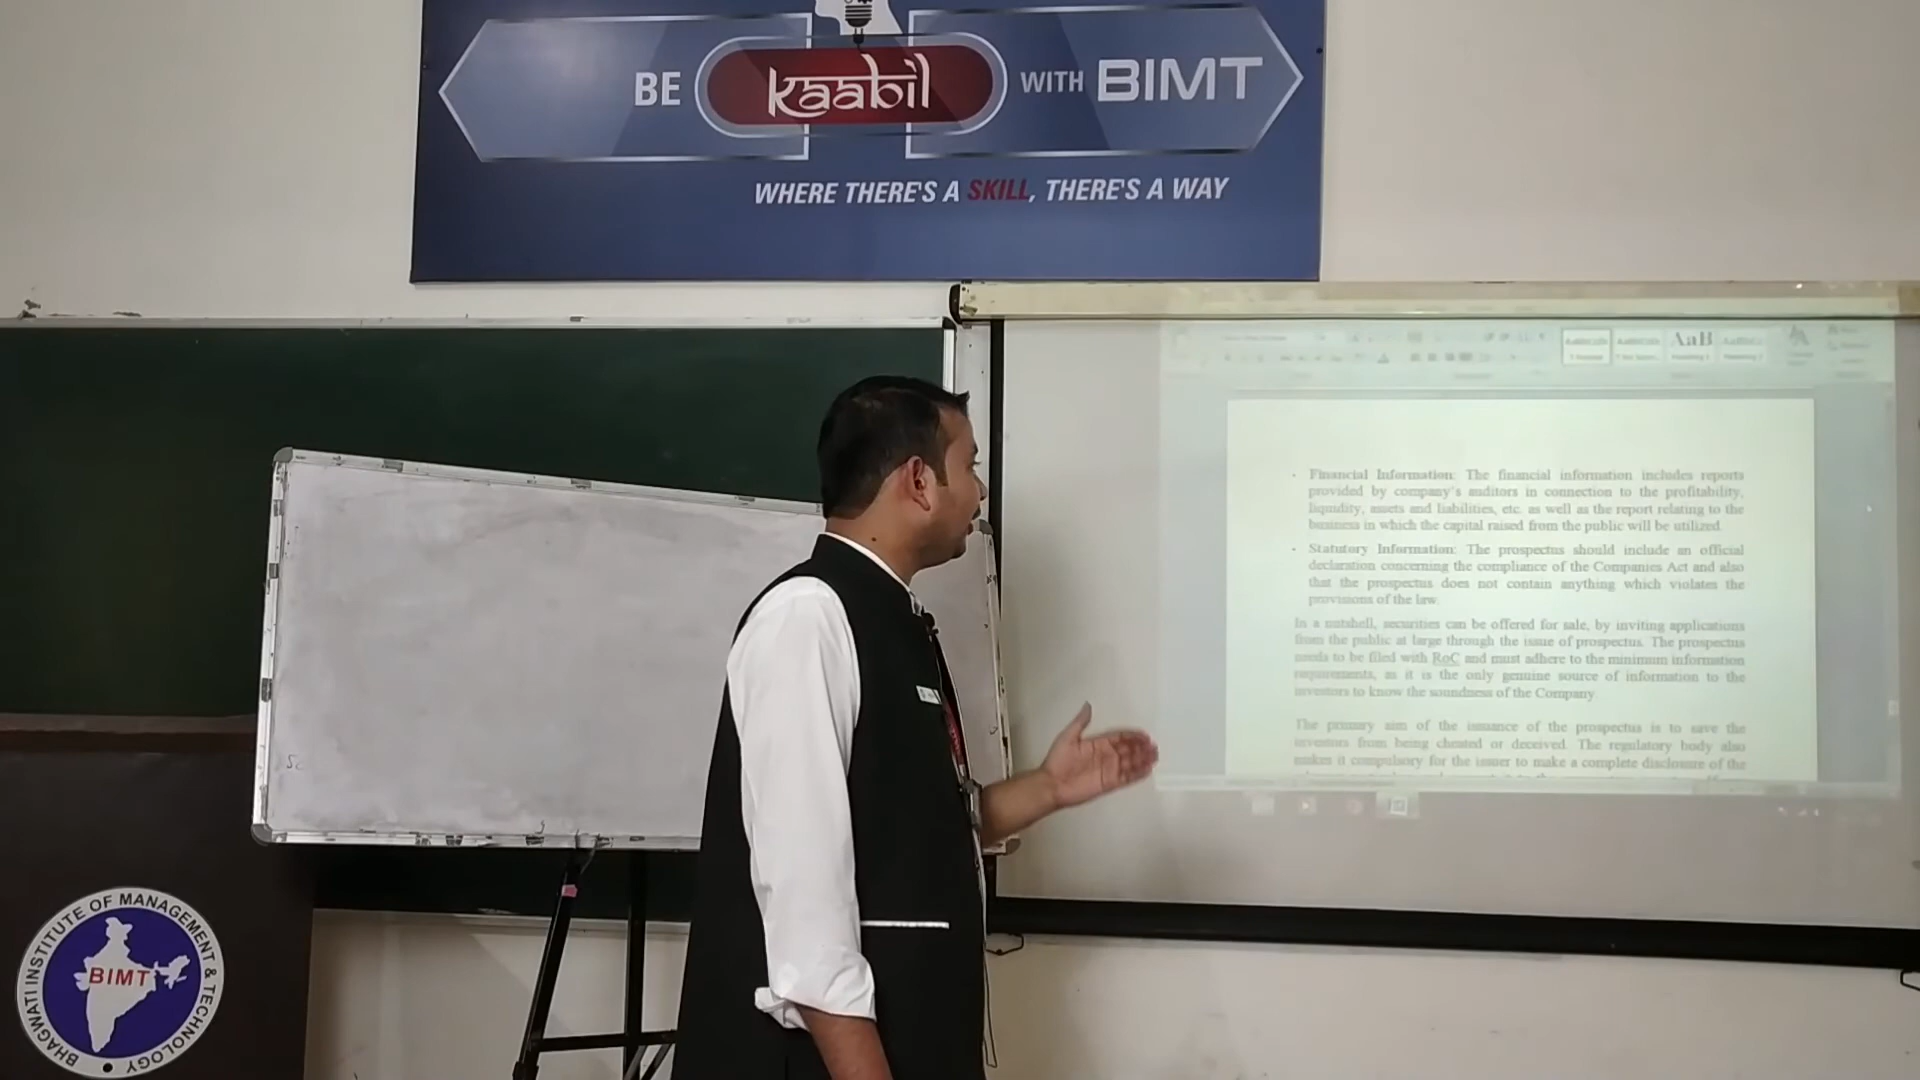 BE kaabil WITH BIMT
WHERE THERE'S A SKILL, THERE'S A WAY
AaB
• Financial Information: The financial information includes reports
provided by company's auditors in connection to the profitability,
liquidity, assets and liabilities, etc. as well as the report relating to the
business in which the capital raised from the public will be utilized.
• Statutory Information: The prospectus should include an official
declaration concerning the compliance of the Companies Act and also
that the prospectus does not contain anything which violates the
provisions of the law.
In a nutshell, securities can be offered for sale, by inviting applications
from the public at large through the issue of prospectus. The prospectus
needs to be filed with RoC and must adhere to the minimum information
requirements, as it is the only genuine source of information to the
investors to know the soundness of the Company.
The primary aim of the issuance of the prospectus is to save the
investors from being cheated or deceived. The regulatory body also
makes it compulsory for the issuer to make a complete disclosure of the
BHAGWATI INSTITUTE OF MANAGEMENT & TECHNOLOGY
BIMT